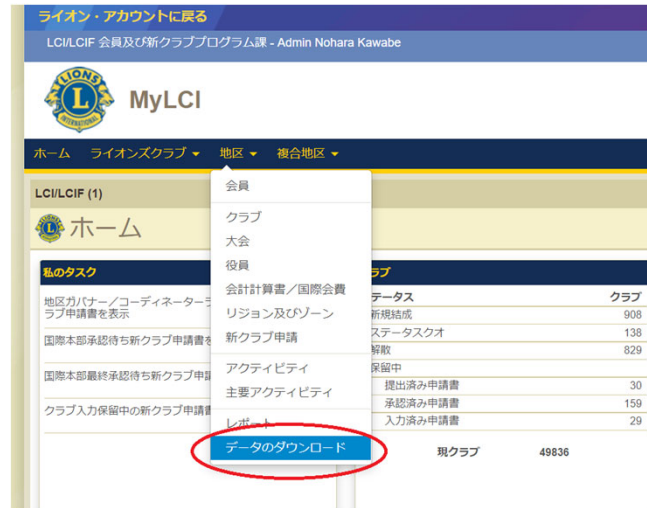 ライオン・アカウントに戻る
LCI/LCIF 会員及び新クラブプログラム課 - Admin Nohara Kawabe
LIONS
L
INTERNATIONAL
MyLCI
ホーム ライオンズクラブ 地区 複合地区
LCI/LCIF (1)
ホーム
会員
クラブ
大会
役員
会計計算書／国際会費
リジョン及びゾーン
新クラブ申請
アクティビティ
主要アクティビティ
レポート
データのダウンロード
私のタスク
地区ガバナー／コーディネーター
ラブ申請書を表示
国際本部承認待ち新クラブ申請書を
国際本部最終承認待ち新クラブ申請
クラブ入力保留中の新クラブ申請書
ラブ
テータス クラブ
新規結成 908
ステータスクオ 138
解散 829
保留中
提出済み申請書 30
承認済み申請書 159
入力済み申請書 29
現クラブ 49836